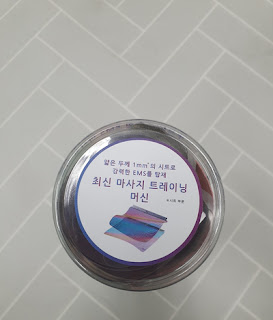 얇은 두께 1mm의 시트로
강력한 EMS를 탑재
최신 마사지 트레이닝
머신